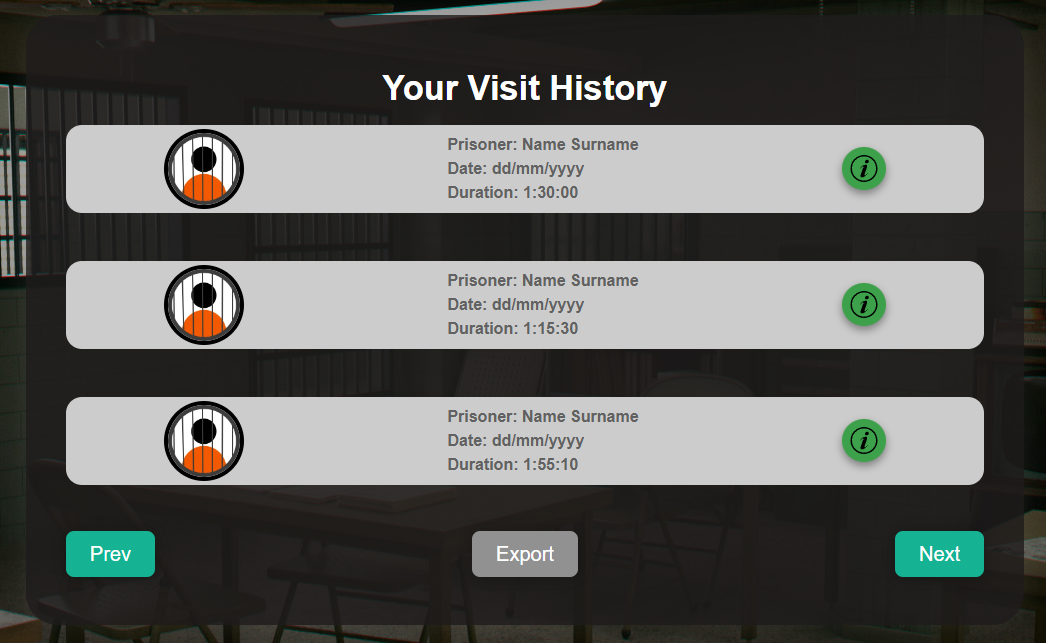 Your Visit History
Prisoner: Name Surname
Date: dd/mm/yyyy
Duration: 1:30:00
i
Prisoner: Name Surname
Date: dd/mm/yyyy
Duration: 1:15:30
i
Prisoner: Name Surname
Date: dd/mm/yyyy
Duration: 1:55:10
i
Prev
Export
Next